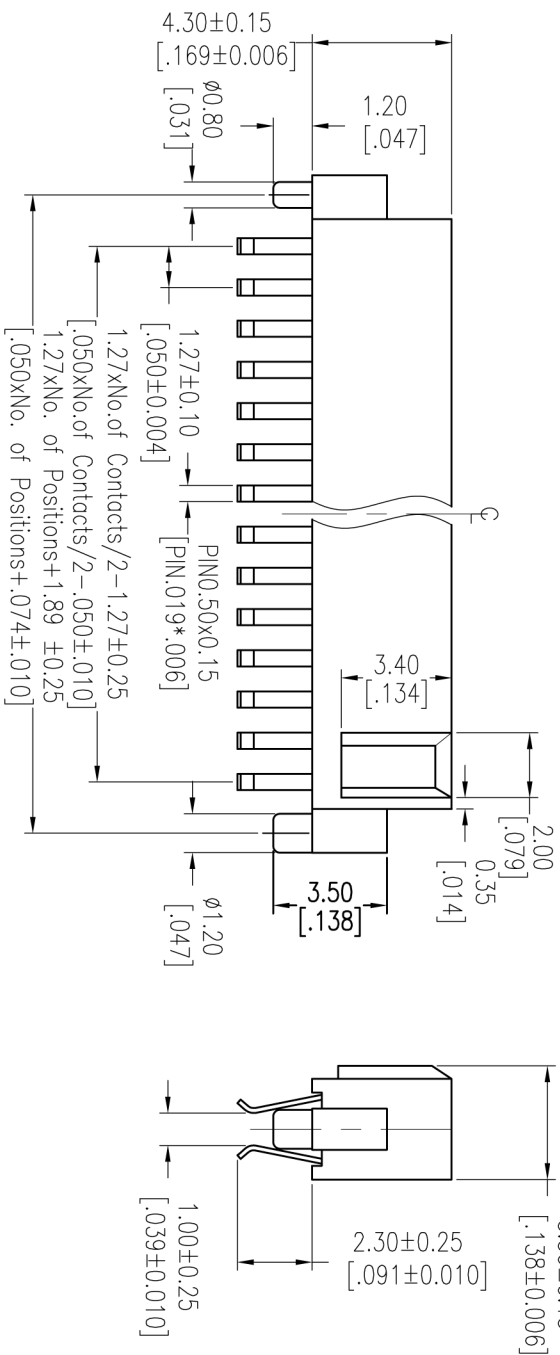 4.30±0.15
[.169±0.006]
Ø0.80
[.031]
1.20
[.047]
1.27±0.10
[.050±0.004]
1.27xNo.of Contacts/2-1.27±0.25
[.050xNo.of Contacts/2-.050±.010]
1.27xNo. of Positions+1.89 ±0.25
[.050xNo. of Positions+.074±.010]
PIN0.50x0.15
[PIN.019*.006]
CL
3.40
[.134]
2.00
[.079]
0.35
[.014]
3.50
[.138]
Ø1.20
[.047]
[.138±0.006]
2.30±0.25
[.091±0.010]
1.00±0.25
[.039±0.010]